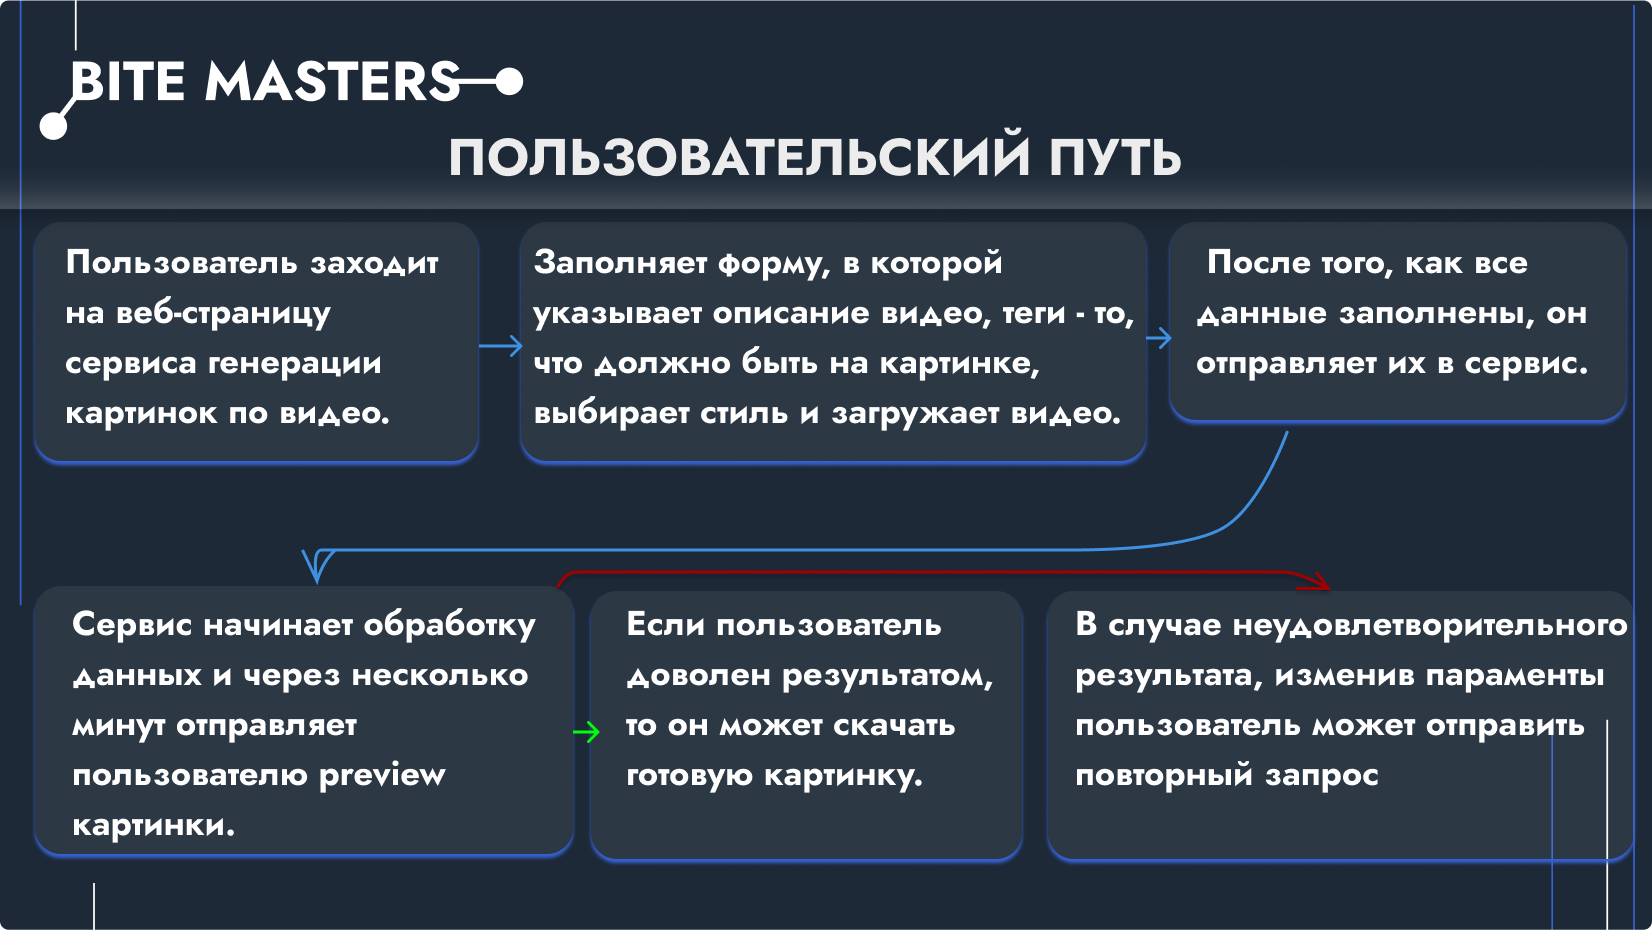 BITE MASTERS
ПОЛЬЗОВАТЕЛЬСКИЙ ПУТЬ
Пользователь заходит
на веб-страницу
сервиса генерации
картинок по видео.
Заполняет форму, в которой
указывает описание видео, теги - то,
что должно быть на картинке,
выбирает стиль и загружает видео.
После того, как все
данные заполнены, он
отправляет их в сервис.
Сервис начинает обработку
данных и через несколько
минут отправляет
пользователю preview
картинки.
Если пользователь
доволен результатом,
то он может скачать
готовую картинку.
В случае неудовлетворительного
результата, изменив параменты
пользователь может отправить
повторный запрос